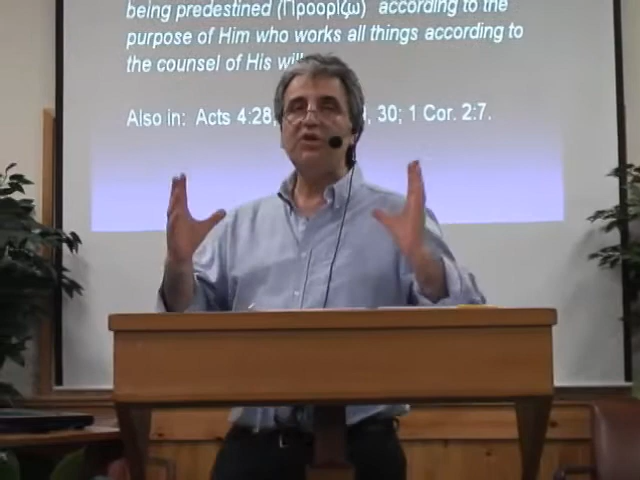 being predestined (Προορίζω) according to the
purpose of Him who works all things, according to
the counsel of His will
Also in: Acts 4:28, 30; 1 Cor. 2:7.